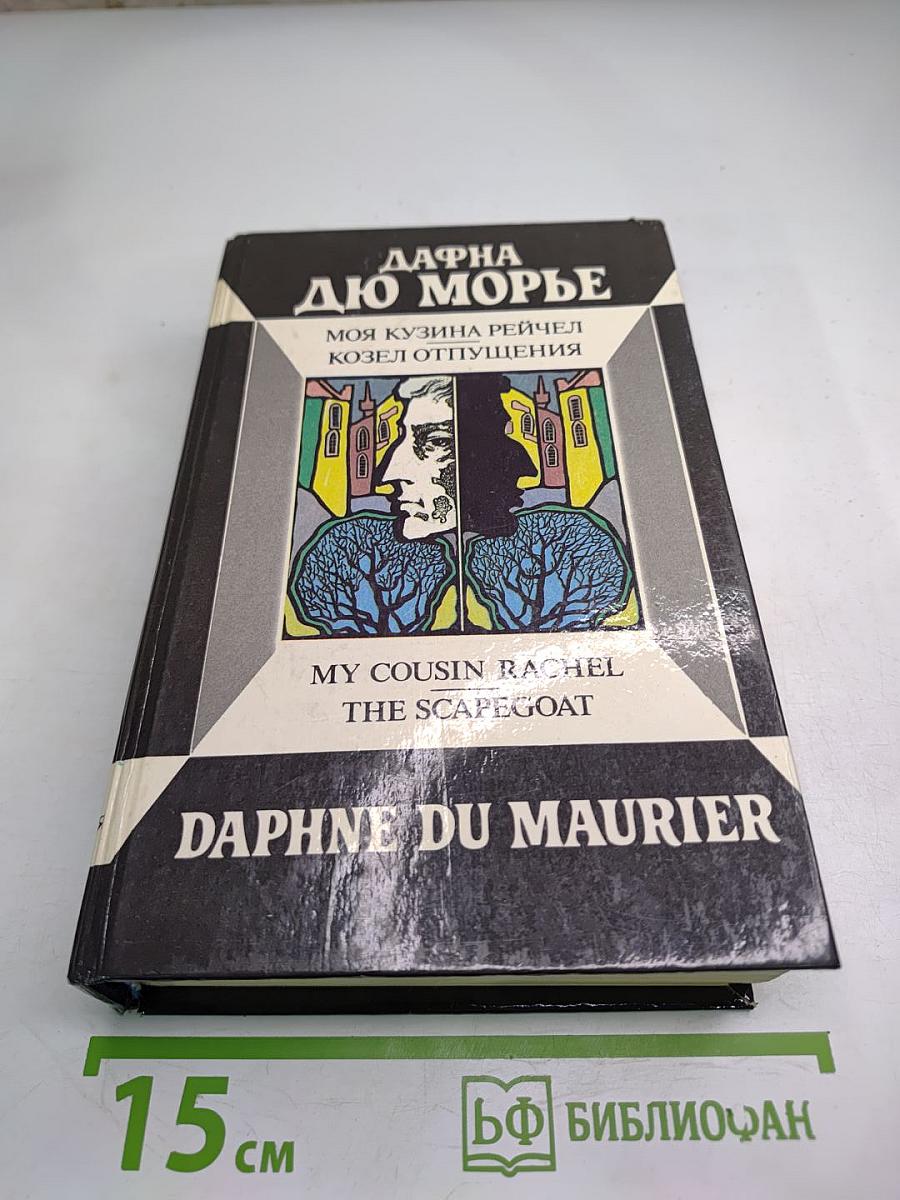 ДАФНА
ДЮ МОРЬЕ
МОЯ КУЗИНА РЕЙЧЕЛ
КОЗЕЛ ОТПУЩЕНИЯ
MY COUSIN RACHEL
THE SCAPEGOAT
DAPHNE DU MAURIER
15 см
БФ БИБЛИОФАН